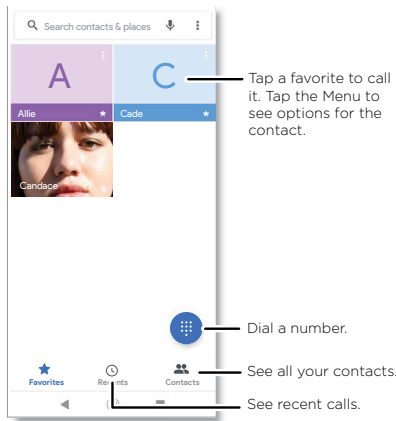 Search contacts & places
A
C
Allie
Cade
Candace
Tap a favorite to call
it. Tap the Menu to
see options for the
contact.
Dial a number.
Favorites
Recents
Contacts
See all your contacts.
See recent calls.